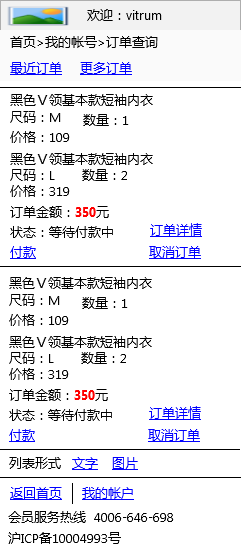 欢迎：vitrum
首页>我的帐号>订单查询
最近订单 更多订单
黑色V领基本款短袖内衣
尺码：M 数量：1
价格：109
黑色V领基本款短袖内衣
尺码：L 数量：2
价格：319
订单金额：350元
状态：等待付款中 订单详情
付款 取消订单
黑色V领基本款短袖内衣
尺码：M 数量：1
价格：109
黑色V领基本款短袖内衣
尺码：L 数量：2
价格：319
订单金额：350元
状态：等待付款中 订单详情
付款 取消订单
列表形式 文字 图片
返回首页 我的帐户
会员服务热线 4006-646-698
沪ICP备10004993号